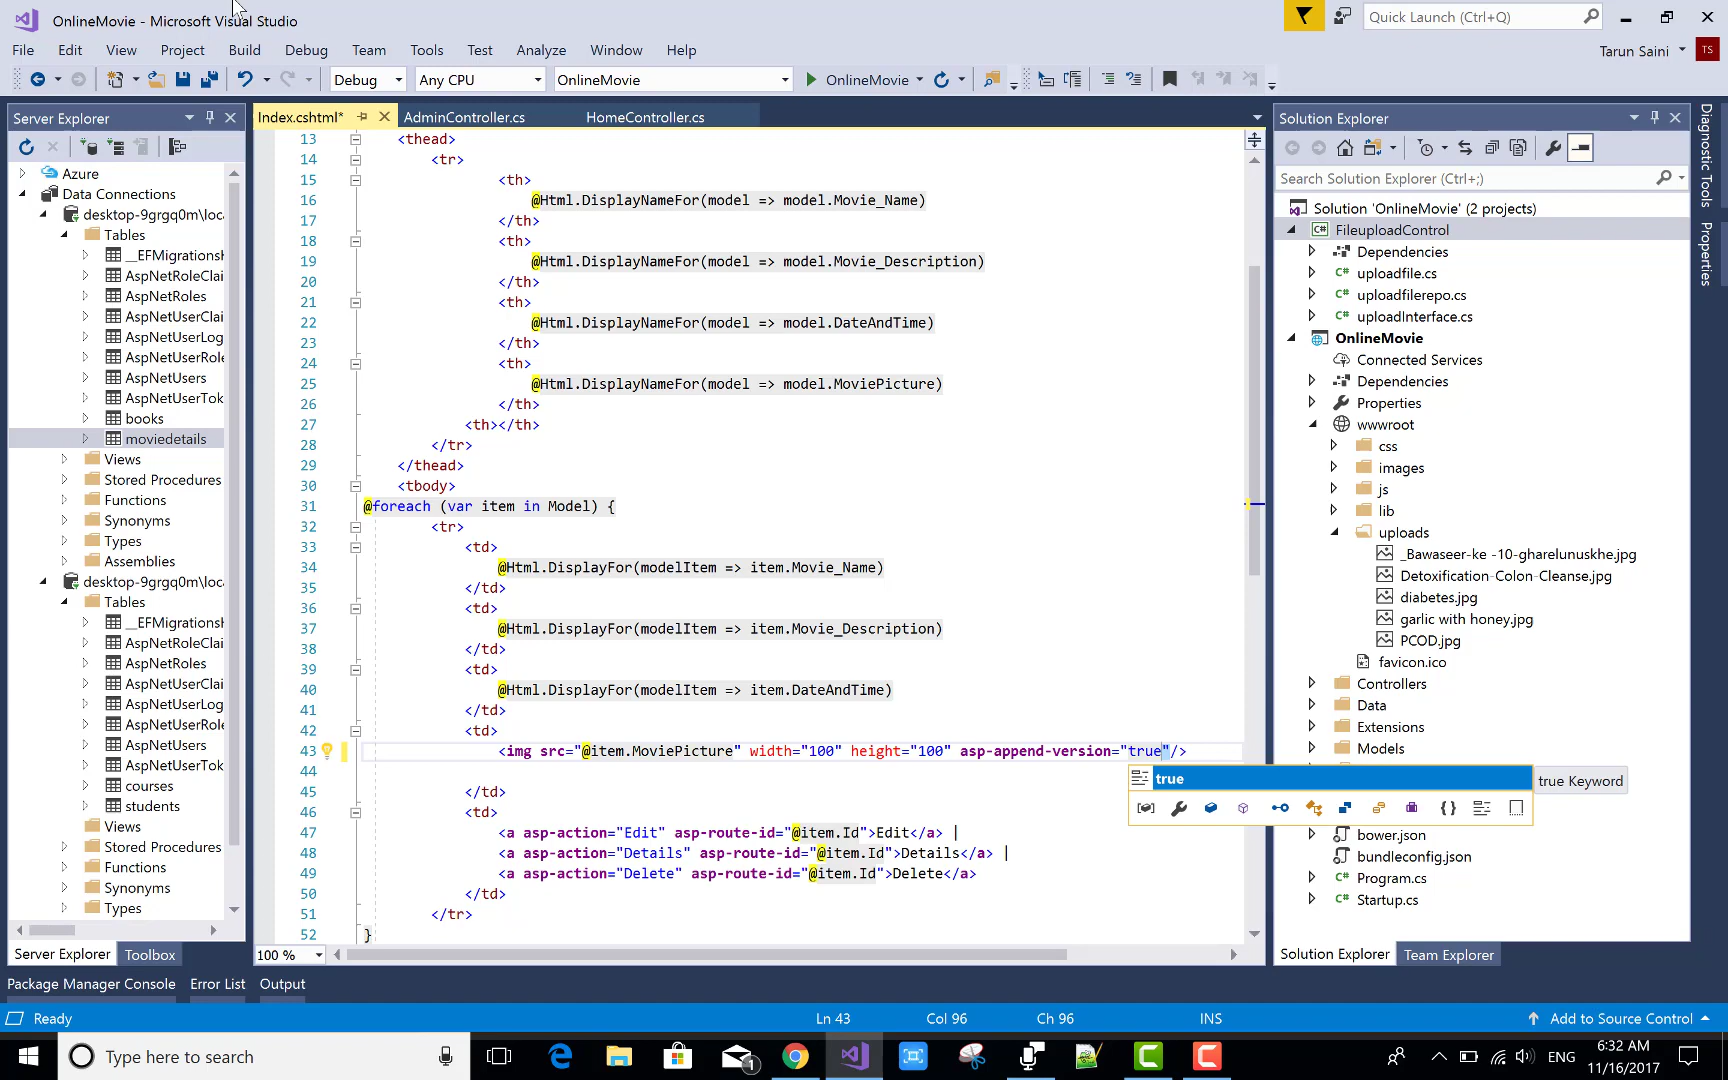 OnlineMovie - Microsoft Visual Studio
Quick Launch (Ctrl+Q)
File Edit View Project Build Debug Team Tools Test Analyze Window Help
Tarun Saini TS
Debug Any CPU OnlineMovie OnlineMovie
Server Explorer
Azure
Data Connections
desktop-9grgq0m\loca
Tables
__EFMigrationsH
AspNetRoleClai
AspNetRoles
AspNetUserClai
AspNetUserLog
AspNetUserRole
AspNetUsers
AspNetUserTok
books
moviedetails
Views
Stored Procedures
Functions
Synonyms
Types
Assemblies
desktop-9grgq0m\loca
Tables
__EFMigrationsH
AspNetRoleClai
AspNetRoles
AspNetUserClai
AspNetUserLog
AspNetUserRole
AspNetUsers
AspNetUserTok
courses
students
Views
Stored Procedures
Functions
Synonyms
Types
Server Explorer Toolbox
Index.cshtml* AdminController.cs HomeController.cs
13 <thead>
14 <tr>
15 <th>
16 @Html.DisplayNameFor(model => model.Movie_Name)
17 </th>
18 <th>
19 @Html.DisplayNameFor(model => model.Movie_Description)
20 </th>
21 <th>
22 @Html.DisplayNameFor(model => model.DateAndTime)
23 </th>
24 <th>
25 @Html.DisplayNameFor(model => model.MoviePicture)
26 </th>
27 <th></th>
28 </tr>
29 </thead>
30 <tbody>
31 @foreach (var item in Model) {
32 <tr>
33 <td>
34 @Html.DisplayFor(modelItem => item.Movie_Name)
35 </td>
36 <td>
37 @Html.DisplayFor(modelItem => item.Movie_Description)
38 </td>
39 <td>
40 @Html.DisplayFor(modelItem => item.DateAndTime)
41 </td>
42 <td>
43 <img src="@item.MoviePicture" width="100" height="100" asp-append-version="true"/>
44
45 </td>
46 <td>
47 <a asp-action="Edit" asp-route-id="@item.Id">Edit</a> |
48 <a asp-action="Details" asp-route-id="@item.Id">Details</a> |
49 <a asp-action="Delete" asp-route-id="@item.Id">Delete</a>
50 </td>
51 </tr>
52 }
true
true Keyword
100 %
Solution Explorer
Search Solution Explorer (Ctrl+;)
Solution 'OnlineMovie' (2 projects)
FileuploadControl
Dependencies
uploadfile.cs
uploadfilerepo.cs
uploadInterface.cs
OnlineMovie
Connected Services
Dependencies
Properties
wwwroot
css
images
js
lib
uploads
_Bawaseer-ke -10-gharelunuskhe.jpg
Detoxification-Colon-Cleanse.jpg
diabetes.jpg
garlic with honey.jpg
PCOD.jpg
favicon.ico
Controllers
Data
Extensions
Models
bower.json
bundleconfig.json
Program.cs
Startup.cs
Solution Explorer Team Explorer
Diagnostic Tools
Properties
Package Manager Console Error List Output
Ready Ln 43 Col 96 Ch 96 INS Add to Source Control
Type here to search
1
ENG
6:32 AM
11/16/2017